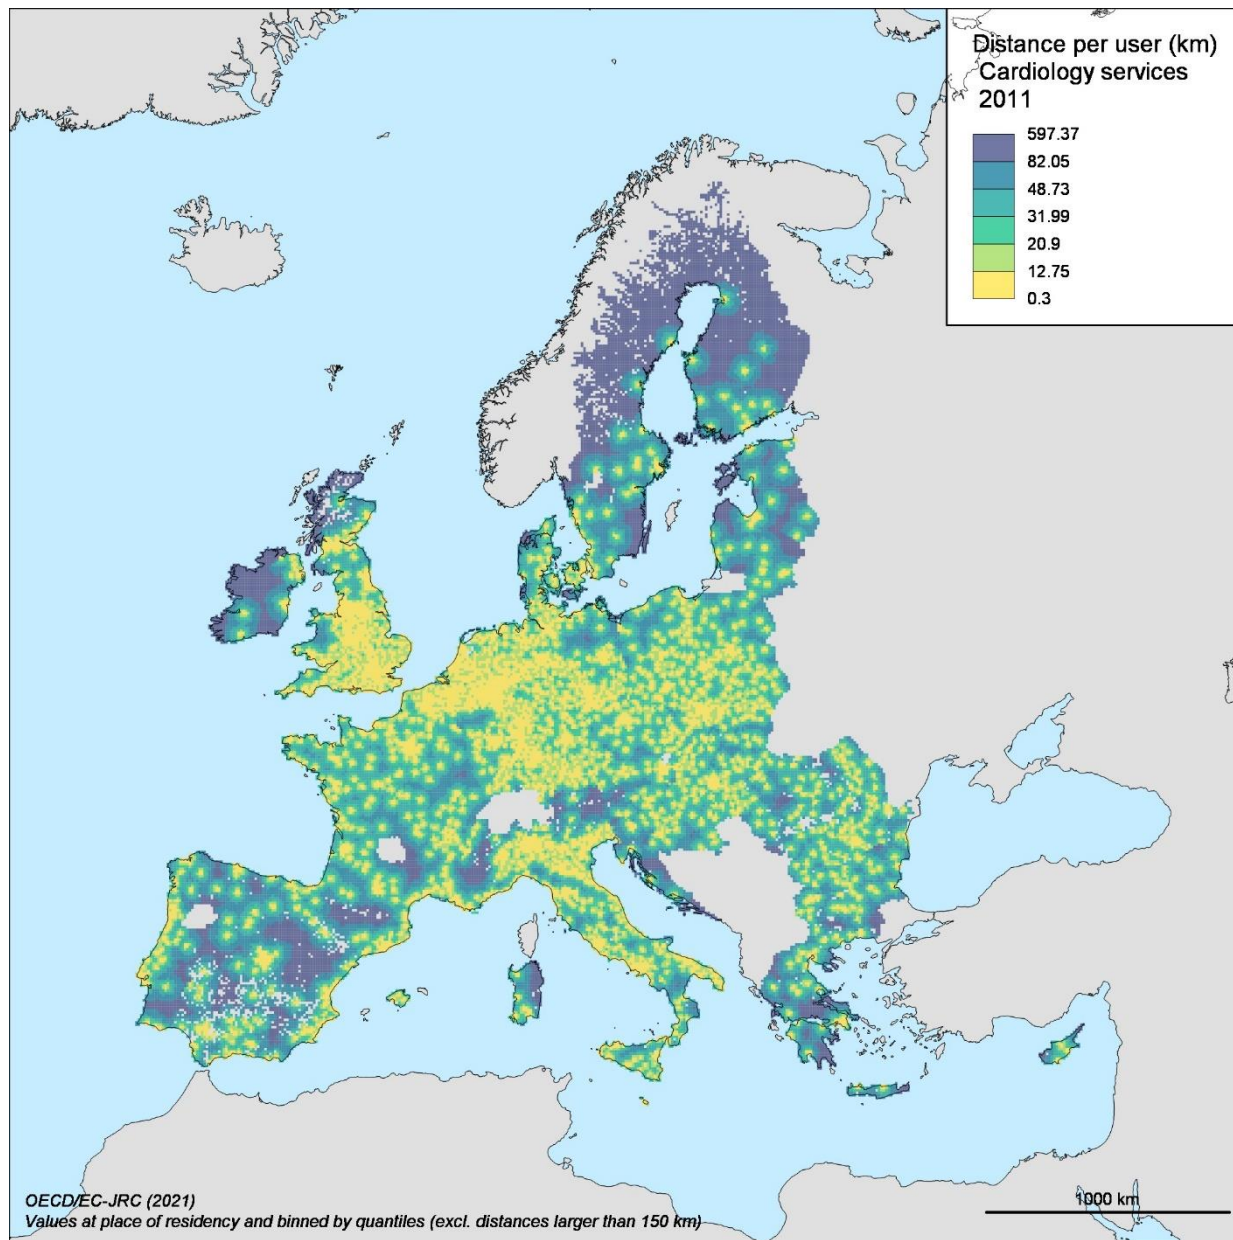 Distance per user (km)
Cardiology services
2011
597.37
82.05
48.73
31.99
20.9
12.75
0.3
1000 km
OECD/EC-JRC (2021)
Values at place of residency and binned by quantiles (excl. distances larger than 150 km)